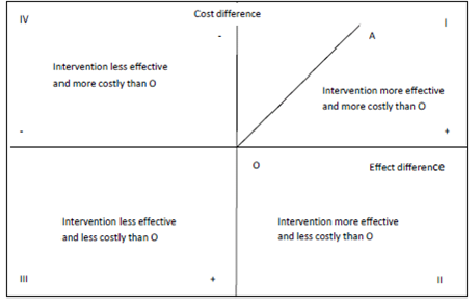 IV
Cost difference
I
-
A
Intervention less effective
and more costly than O
Intervention more effective
and more costly than O
-
+
O
Effect difference
Intervention less effective
and less costly than O
Intervention more effective
and less costly than O
III
+
II